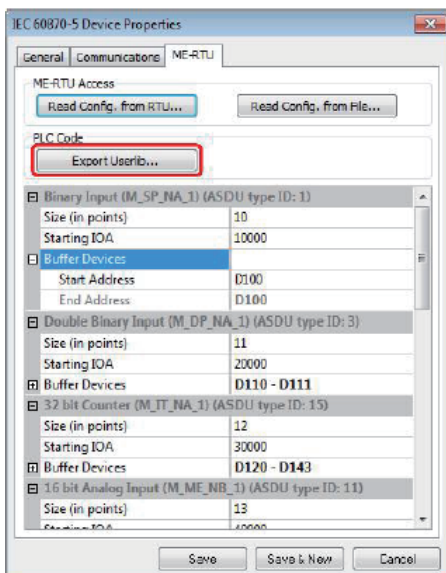 IEC 60870-5 Device Properties
General Communications ME-RTU
ME-RTU Access
Read Config. from RTU... Read Config. from File...
PLC Code
Export Userlib...
Binary Input (M_SP_NA_1) (ASDU type ID: 1)
Size (in points) 10
Starting IOA 10000
Buffer Devices
Start Address D100
End Address D100
Double Binary Input (M_DP_NA_1) (ASDU type ID: 3)
Size (in points) 11
Starting IOA 20000
Buffer Devices D110 - D111
32 bit Counter (M_IT_NA_1) (ASDU type ID: 15)
Size (in points) 12
Starting IOA 30000
Buffer Devices D120 - D143
16 bit Analog Input (M_ME_NB_1) (ASDU type ID: 11)
Size (in points) 13
Starting IOA 40000
Save Save & New Cancel